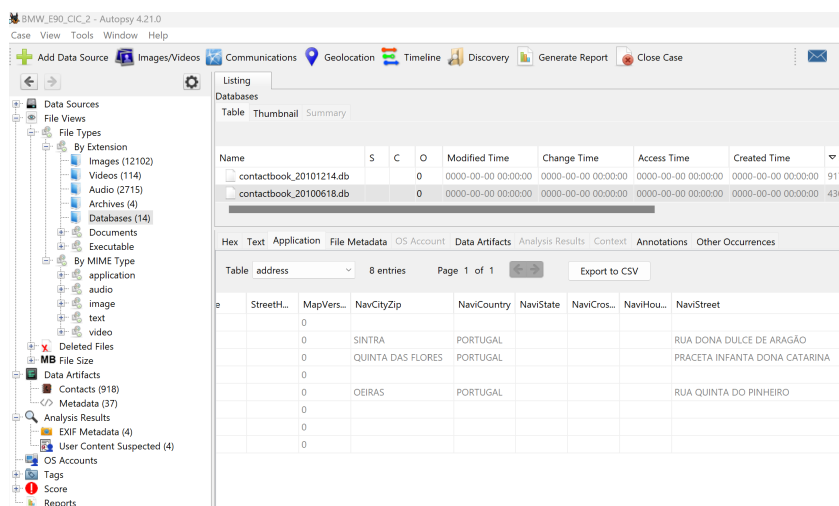 BMW_E90_CIC_2 - Autopsy 4.21.0
Case View Tools Window Help
Add Data Source Images/Videos Communications Geolocation Timeline Discovery Generate Report Close Case
Data Sources
File Views
File Types
By Extension
Images (12102)
Videos (114)
Audio (2715)
Archives (4)
Databases (14)
Documents
Executable
By MIME Type
application
audio
image
text
video
Deleted Files
MB File Size
Data Artifacts
Contacts (918)
Metadata (37)
Analysis Results
EXIF Metadata (4)
User Content Suspected (4)
OS Accounts
Tags
Score
Reports
Listing
Databases
Table Thumbnail Summary
Name S C O Modified Time Change Time Access Time Created Time
contactbook_20101214.db 0 0000-00-00 00:00:00 0000-00-00 00:00:00 0000-00-00 00:00:00 0000-00-00 00:00:00 91
contactbook_20100618.db 0 0000-00-00 00:00:00 0000-00-00 00:00:00 0000-00-00 00:00:00 0000-00-00 00:00:00
Hex Text Application File Metadata OS Account Data Artifacts Analysis Results Context Annotations Other Occurrences
Table address 8 entries Page 1 of 1 Export to CSV
e StreetH... MapVers... NavCityZip NaviCountry NaviState NaviCros... NaviHou... NaviStreet
0
0 SINTRA PORTUGAL RUA DONA DULCE DE ARAGÃO
0 QUINTA DAS FLORES PORTUGAL PRACETA INFANTA DONA CATARINA
0
0 OEIRAS PORTUGAL RUA QUINTA DO PINHEIRO
0
0
0